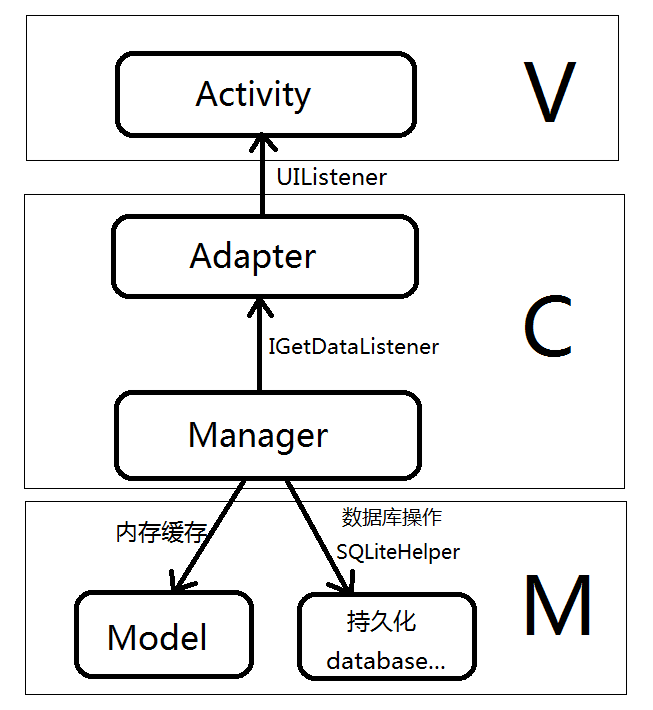 Activity
V
UIListener
Adapter
C
IGetDataListener
Manager
内存缓存
数据库操作
SQLiteHelper
Model
持久化
database...
M